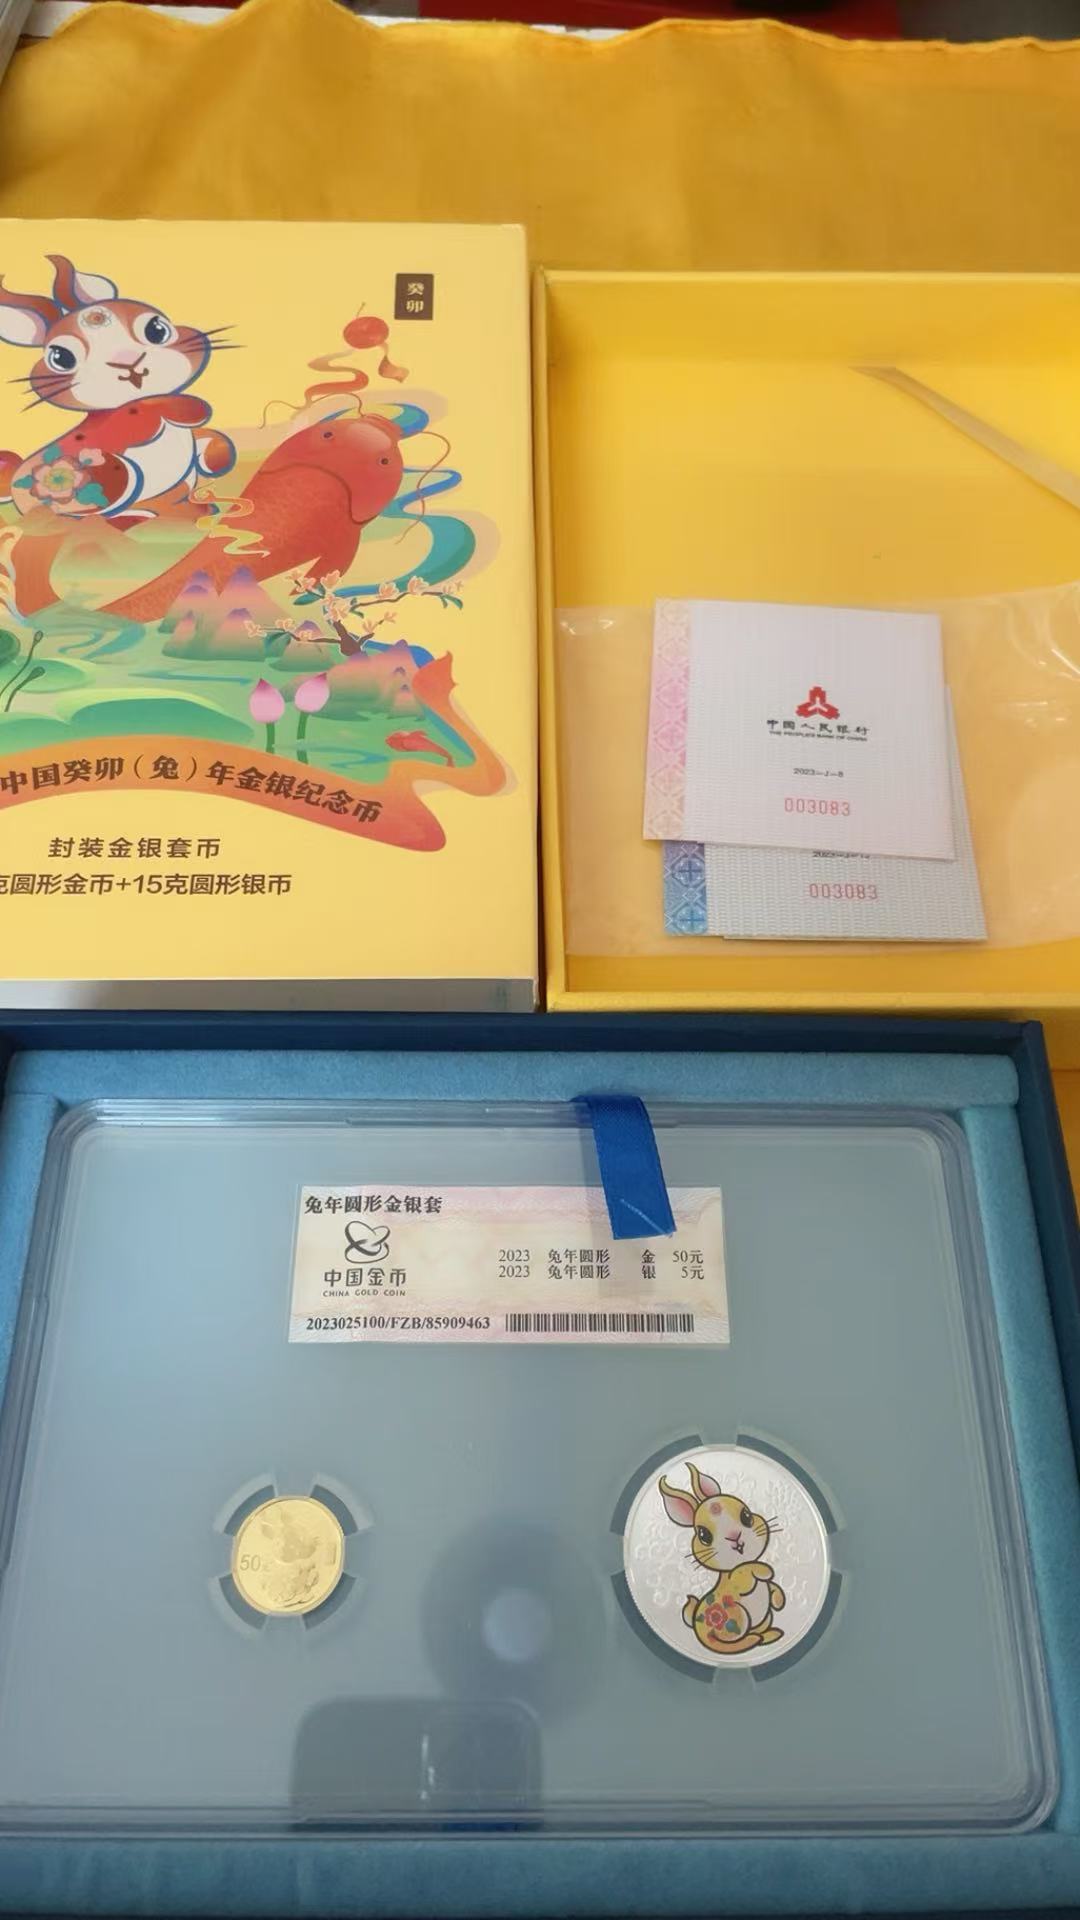 癸
卯
中国癸卯（兔）年金银纪念币
封装金银套币
克圆形金币+15克圆形银币
中国人民银行
THE PEOPLE'S BANK OF CHINA
2023-J-8
003083
003083
兔年圆形金银套
中国金币
CHINA GOLD COIN
2023 兔年圆形 金 50元
2023 兔年圆形 银 5元
2023025100/FZB/85909463
50元